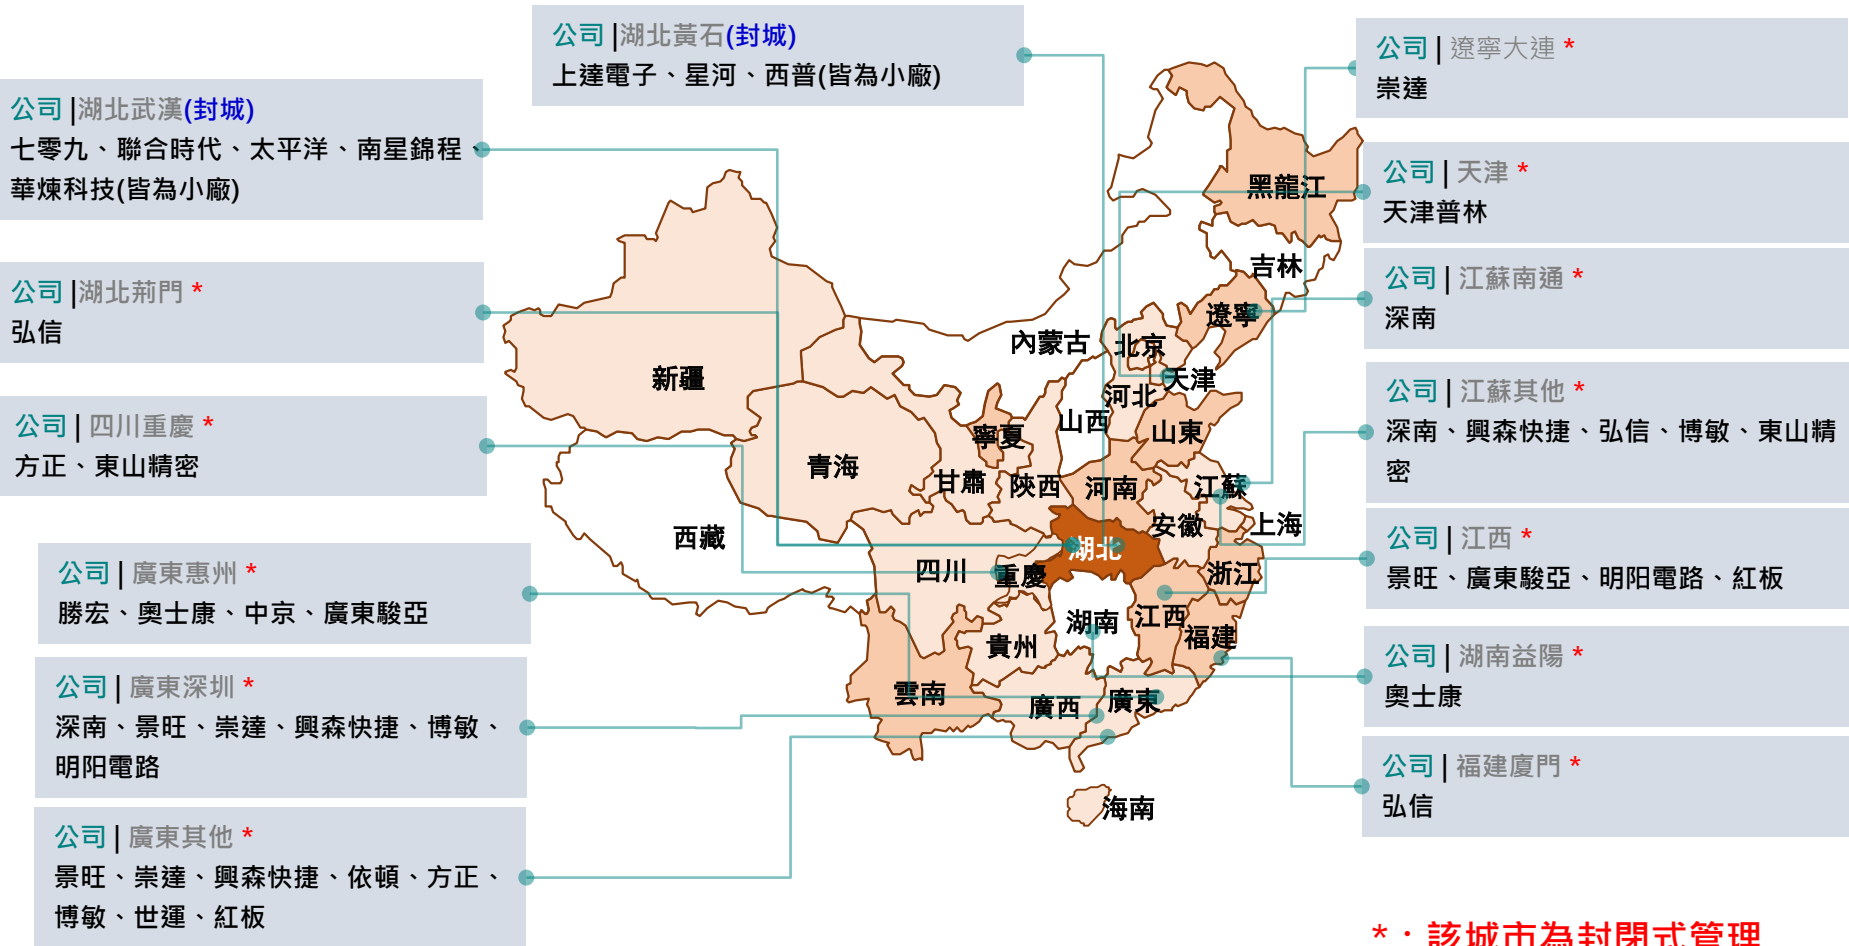 公司 |湖北黃石(封城)
上達電子、星河、西普(皆為小廠)
公司 |湖北武漢(封城)
七零九、聯合時代、太平洋、南星錦程、
華煉科技(皆為小廠)
公司 |湖北荊門 *
弘信
公司 | 四川重慶 *
方正、東山精密
公司 | 廣東惠州 *
勝宏、奧士康、中京、廣東駿亞
公司 | 廣東深圳 *
深南、景旺、崇達、興森快捷、博敏、
明阳電路
公司 | 廣東其他 *
景旺、崇達、興森快捷、依頓、方正、
博敏、世運、紅板
公司 | 遼寧大連 *
崇達
公司 | 天津 *
天津普林
公司 | 江蘇南通 *
深南
公司 | 江蘇其他 *
深南、興森快捷、弘信、博敏、東山精
密
公司 | 江西 *
景旺、廣東駿亞、明阳電路、紅板
公司 | 湖南益陽 *
奧士康
公司 | 福建廈門 *
弘信
黑龍江
吉林
遼寧
內蒙古
北京
天津
河北
新疆
山西
山東
寧夏
青海
甘肅
陝西
河南
江蘇
西藏
安徽
上海
湖北
四川
重慶
浙江
湖南
江西
福建
貴州
雲南
廣西
廣東
海南
*：該城市為封閉式管理